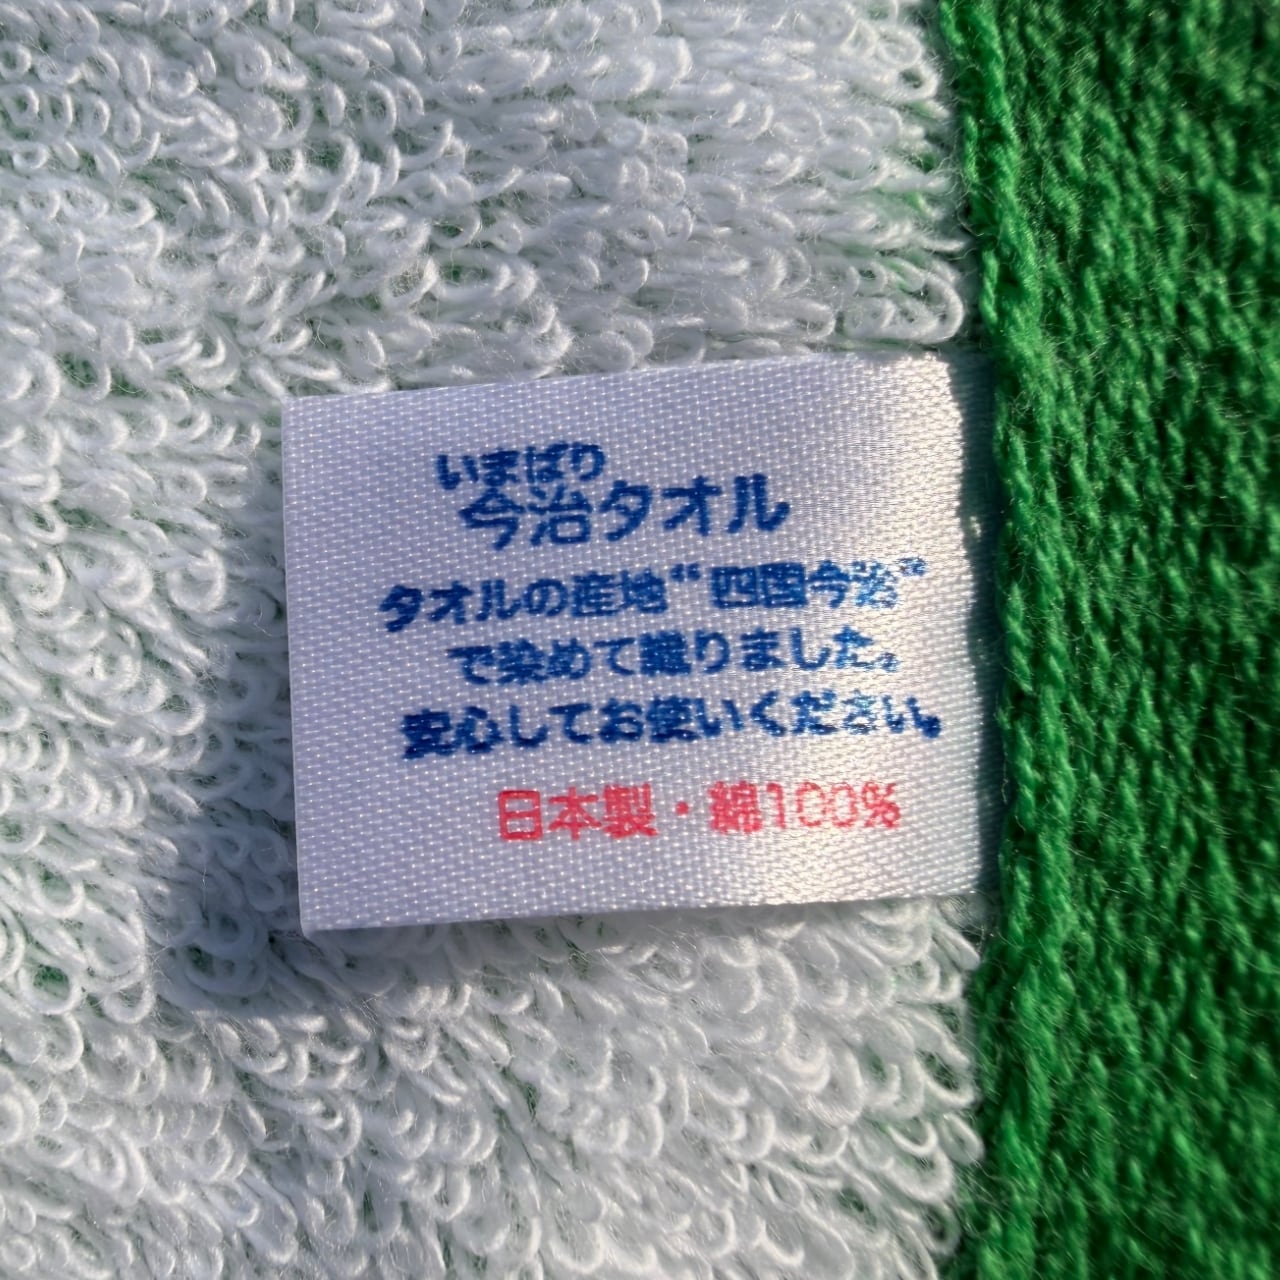 いまばり
今治タオル
タオルの産地“四国今治”
で染めて織りました。
安心してお使いください。
日本製・綿100%